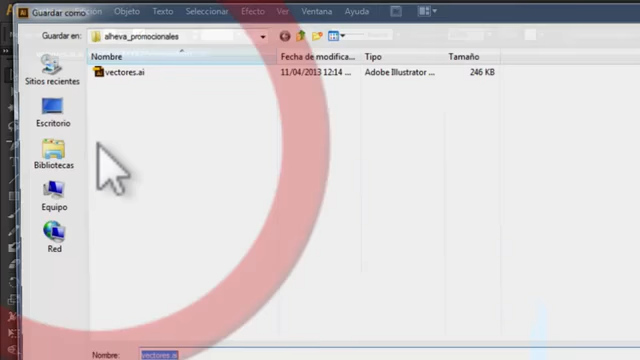 Guardar como
Objeto Texto Seleccionar Efecto Ver Ventana Ayuda
Guardar en: alheva_promocionales
Nombre Fecha de modifica... Tipo Tamaño
vectores.ai 11/04/2013 12:14 ... Adobe Illustrator ... 246 KB
Sitios recientes
Escritorio
Bibliotecas
Equipo
Red
Nombre: vectores.ai